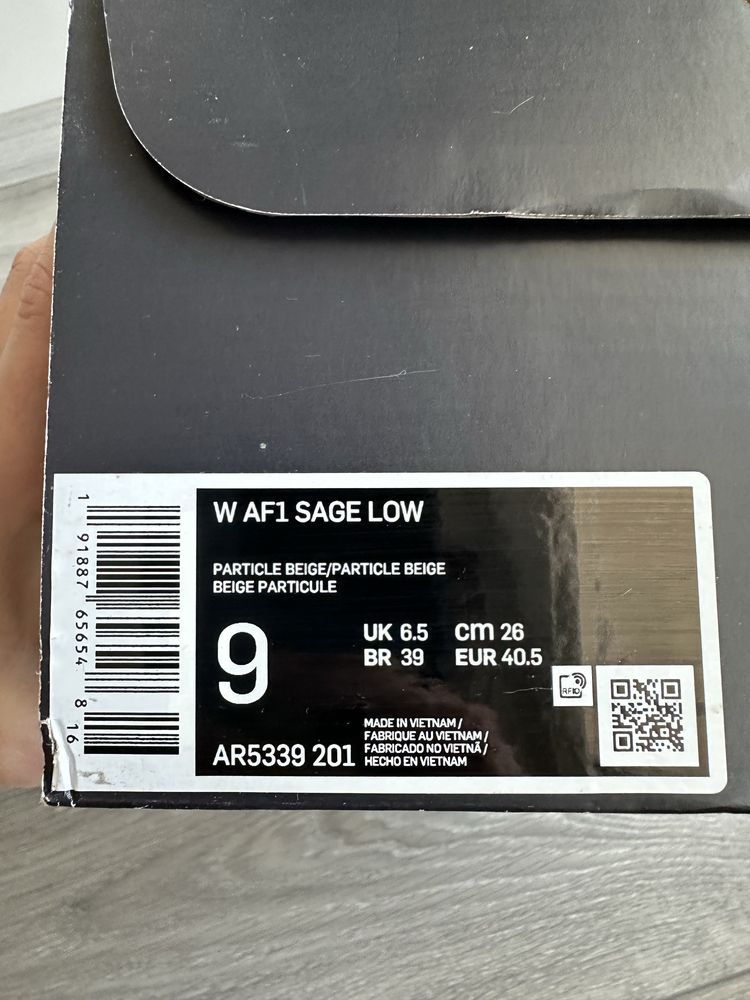 W AF1 SAGE LOW
PARTICLE BEIGE/PARTICLE BEIGE
BEIGE PARTICULE
9
UK 6.5 cm 26
BR 39 EUR 40.5
RFID
AR5339 201
MADE IN VIETNAM /
FABRIQUE AU VIETNAM /
FABRICADO NO VIETNÃ /
HECHO EN VIETNAM
1 91887 65654 8 16